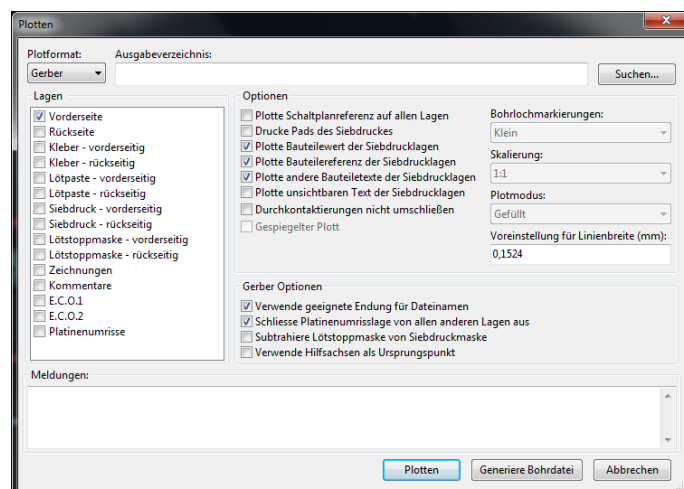 Plotten
Plotformat:
Ausgabeverzeichnis:
Gerber
Suchen...
Lagen
Vorderseite
Rückseite
Kleber - vorderseitig
Kleber - rückseitig
Lötpaste - vorderseitig
Lötpaste - rückseitig
Siebdruck - vorderseitig
Siebdruck - rückseitig
Lötstoppmaske - vorderseitig
Lötstoppmaske - rückseitig
Zeichnungen
Kommentare
E.C.O.1
E.C.O.2
Platinenumrisse
Optionen
Plotte Schaltplanreferenz auf allen Lagen
Drucke Pads des Siebdruckes
Plotte Bauteilewert der Siebdrucklagen
Plotte Bauteilereferenz der Siebdrucklagen
Plotte andere Bauteiletexte der Siebdrucklagen
Plotte unsichtbaren Text der Siebdrucklagen
Durchkontaktierungen nicht umschließen
Gespiegelter Plott
Bohrlochmarkierungen:
Klein
Skalierung:
1:1
Plotmodus:
Gefüllt
Voreinstellung für Linienbreite (mm):
0,1524
Gerber Optionen
Verwende geeignete Endung für Dateinamen
Schliesse Platinenumrisslage von allen anderen Lagen aus
Subtrahiere Lötstoppmaske von Siebdruckmaske
Verwende Hilfsachsen als Ursprungspunkt
Meldungen:
Plotten
Generiere Bohrdatei
Abbrechen